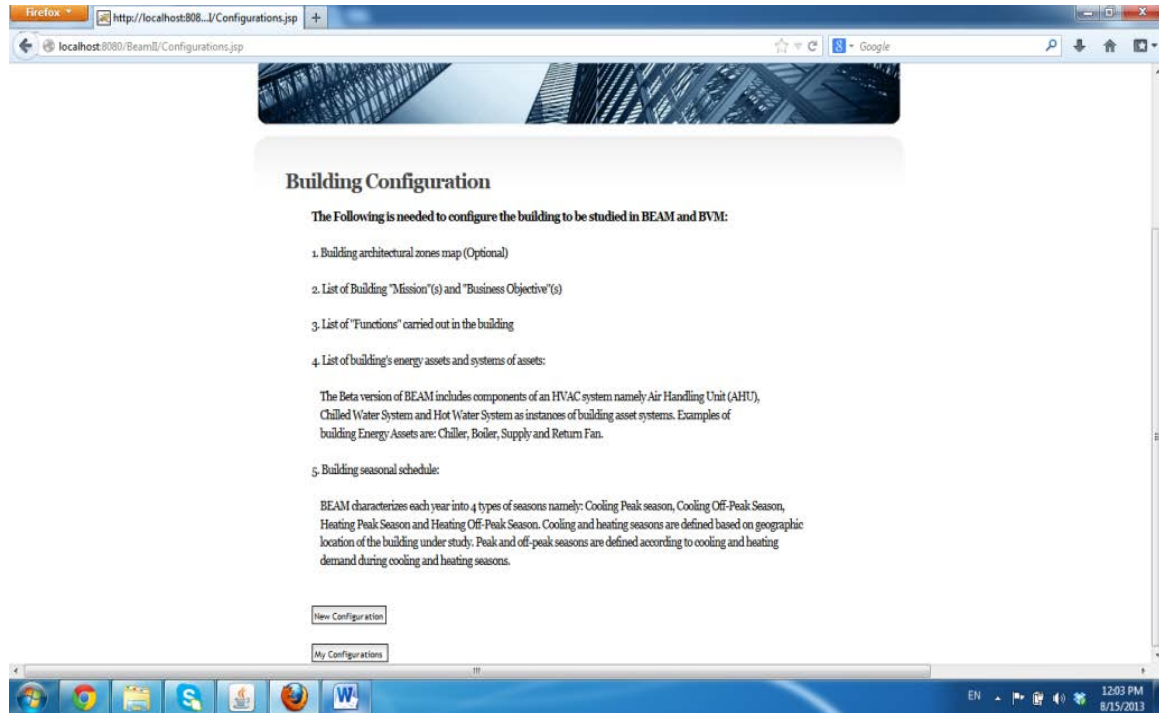 Firefox
http://localhost:808...I/Configurations.jsp
localhost:8080/BeamII/Configurations.jsp
Google
Building Configuration
The Following is needed to configure the building to be studied in BEAM and BVM:
1. Building architectural zones map (Optional)
2. List of Building "Mission"(s) and "Business Objective"(s)
3. List of "Functions" carried out in the building
4. List of building's energy assets and systems of assets:
The Beta version of BEAM includes components of an HVAC system namely Air Handling Unit (AHU),
Chilled Water System and Hot Water System as instances of building asset systems. Examples of
building Energy Assets are: Chiller, Boiler, Supply and Return Fan.
5. Building seasonal schedule:
BEAM characterizes each year into 4 types of seasons namely: Cooling Peak season, Cooling Off-Peak Season,
Heating Peak Season and Heating Off-Peak Season. Cooling and heating seasons are defined based on geographic
location of the building under study. Peak and off-peak seasons are defined according to cooling and heating
demand during cooling and heating seasons.
New Configuration
My Configurations
EN
12:03 PM
8/15/2013